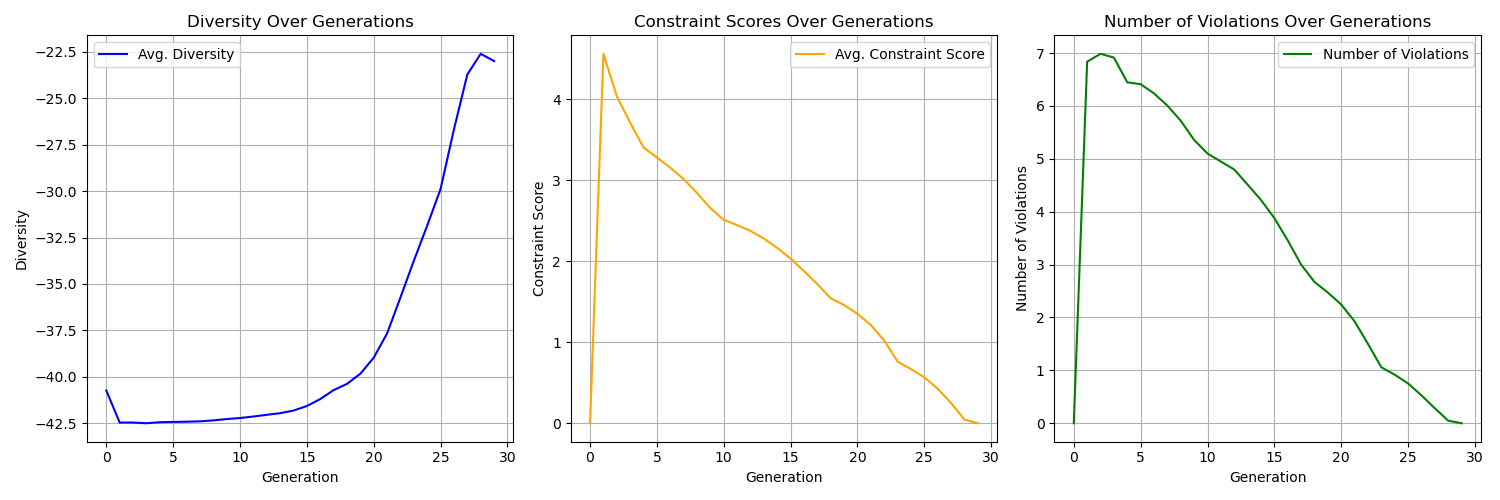 Diversity Over Generations
Avg. Diversity
−22.5
−25.0
−27.5
−30.0
−32.5
−35.0
−37.5
−40.0
−42.5
Diversity
0 5 10 15 20 25 30
Generation
Constraint Scores Over Generations
Avg. Constraint Score
4
3
2
1
0
Constraint Score
0 5 10 15 20 25 30
Generation
Number of Violations Over Generations
Number of Violations
7
6
5
4
3
2
1
0
Number of Violations
0 5 10 15 20 25 30
Generation